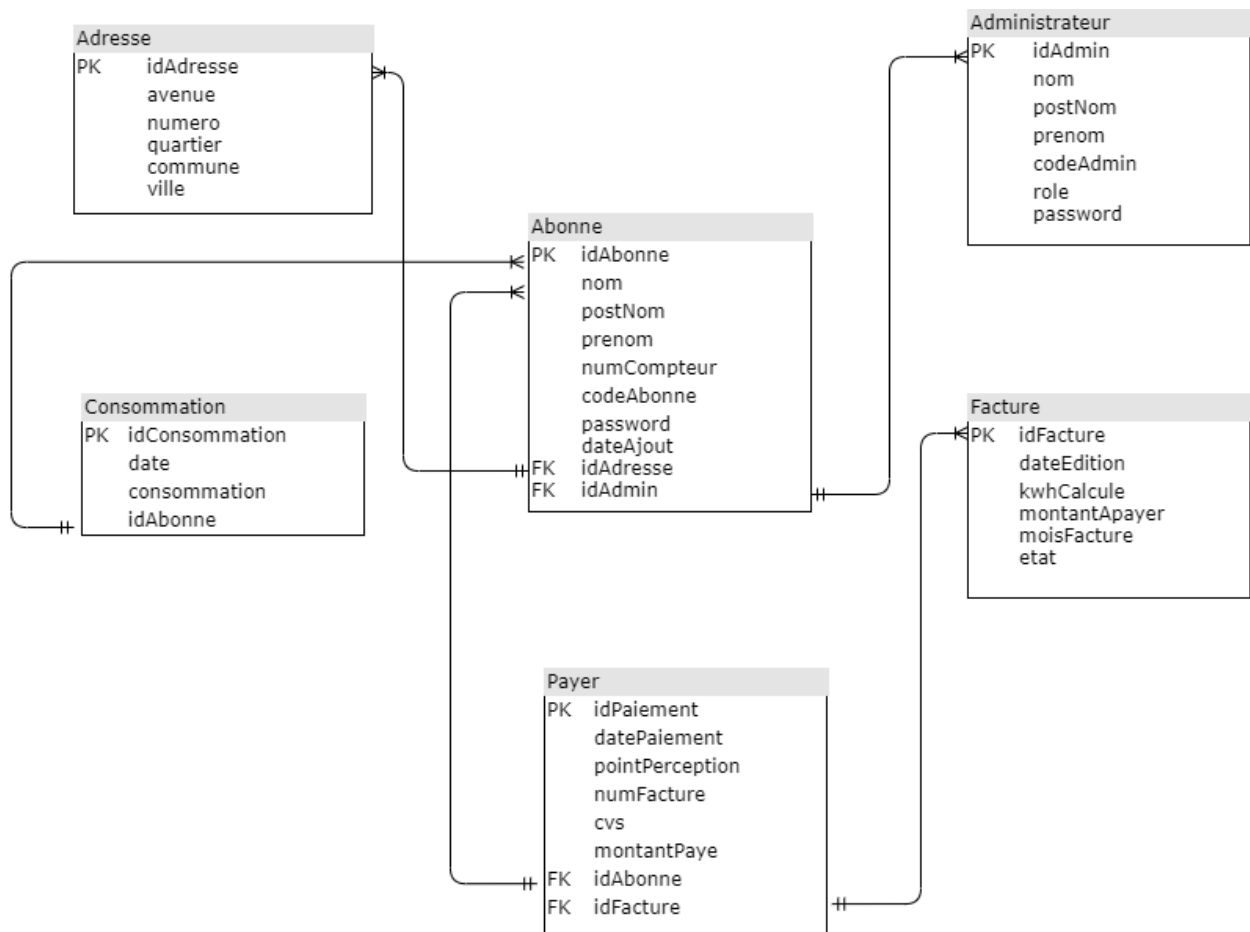 Adresse
PK idAdresse
avenue
numero
quartier
commune
ville
Administrateur
PK idAdmin
nom
postNom
prenom
codeAdmin
role
password
Abonne
PK idAbonne
nom
postNom
prenom
numCompteur
codeAbonne
password
dateAjout
FK idAdresse
FK idAdmin
Consommation
PK idConsommation
date
consommation
idAbonne
Facture
PK idFacture
dateEdition
kwhCalcule
montantApayer
moisFacture
etat
Payer
PK idPaiement
datePaiement
pointPerception
numFacture
cvs
montantPaye
FK idAbonne
FK idFacture